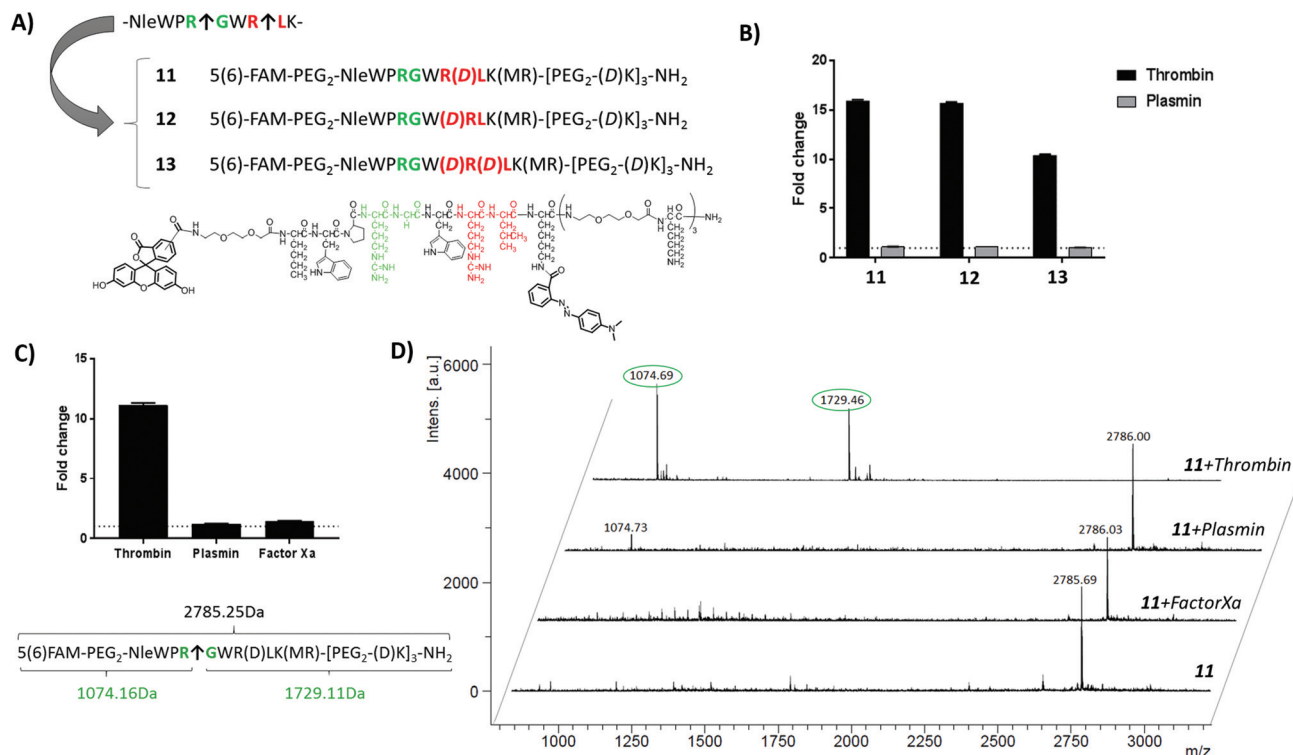 A)
-NleWPR↑GWR↑LK-
11 5(6)-FAM-PEG₂-NleWPRGWR(D)LK(MR)-[PEG₂-(D)K]₃-NH₂
12 5(6)-FAM-PEG₂-NleWPRGW(D)RLK(MR)-[PEG₂-(D)K]₃-NH₂
13 5(6)-FAM-PEG₂-NleWPRGW(D)R(D)LK(MR)-[PEG₂-(D)K]₃-NH₂
B)
Fold change
20
15
10
5
0
11 12 13
Thrombin
Plasmin
C)
Fold change
15
10
5
0
Thrombin Plasmin Factor Xa
2785.25Da
5(6)FAM-PEG₂-NleWPR↑GWR(D)LK(MR)-[PEG₂-(D)K]₃-NH₂
1074.16Da 1729.11Da
D)
Intens. [a.u.]
6000
4000
2000
0
1074.69
1729.46
2786.00
11+Thrombin
1074.73
2786.03
11+Plasmin
2785.69
11+FactorXa
11
1000 1250 1500 1750 2000 2250 2500 2750 3000
m/z